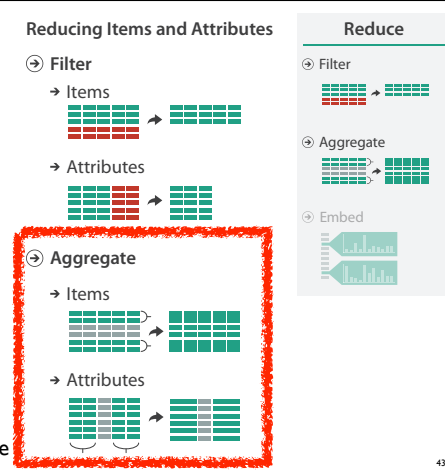 Reducing Items and Attributes
Filter
Items
Attributes
Aggregate
Items
Attributes
e
Reduce
Filter
Aggregate
Embed
43